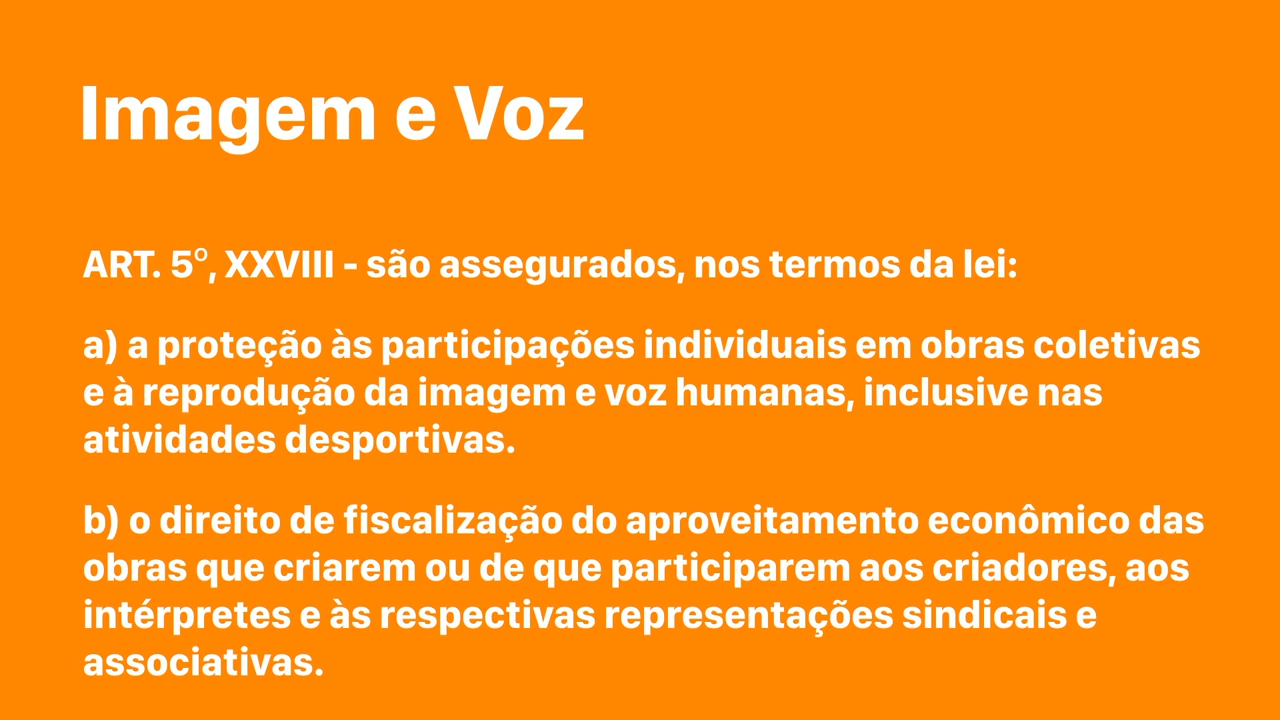 Imagem e Voz
ART. 5º, XXVIII - são assegurados, nos termos da lei:
a) a proteção às participações individuais em obras coletivas
e à reprodução da imagem e voz humanas, inclusive nas
atividades desportivas.
b) o direito de fiscalização do aproveitamento econômico das
obras que criarem ou de que participarem aos criadores, aos
intérpretes e às respectivas representações sindicais e
associativas.